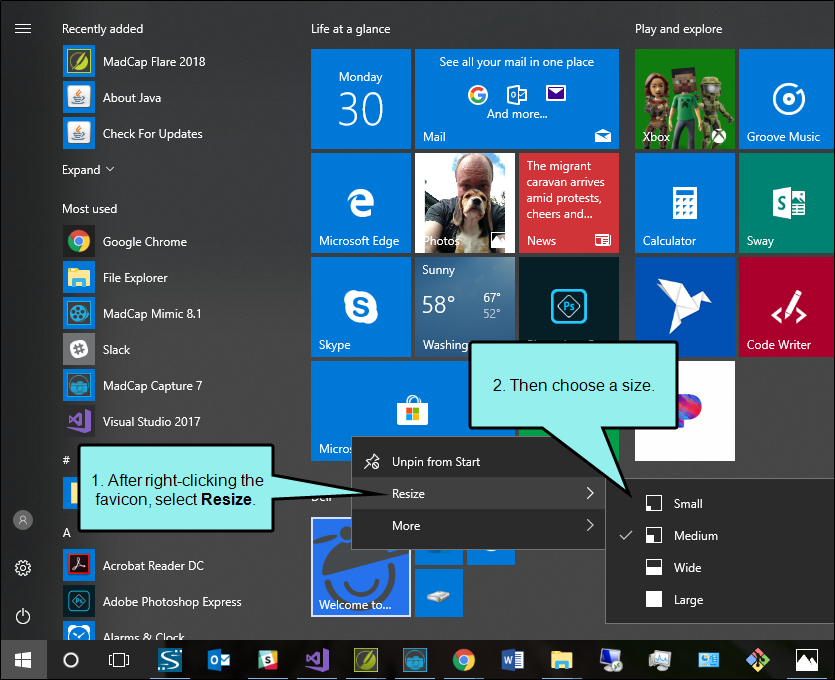 Recently added
MadCap Flare 2018
About Java
Check For Updates
Expand
Most used
Google Chrome
File Explorer
MadCap Mimic 8.1
Slack
MadCap Capture 7
Visual Studio 2017
#
1. After right-clicking the
favicon, select Resize.
A
Acrobat Reader DC
Adobe Photoshop Express
Alarms & Clock
Life at a glance
Monday
30
See all your mail in one place
And more...
Mail
Microsoft Edge
Photos
The migrant
caravan arrives
amid protests,
cheers and...
News
Skype
Sunny
58°
67°
52°
Washing
Ps
Micros
Dell
Welcome to...
Play and explore
Xbox
Groove Music
Calculator
Sway
Code Writer
2. Then choose a size.
Unpin from Start
Resize
More
Small
Medium
Wide
Large